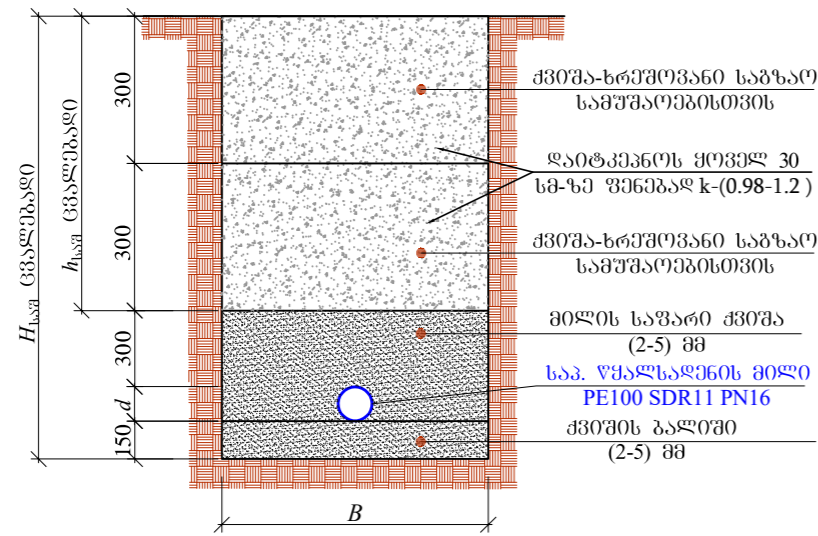 ქვიშა-ხრეშოვანი საგზაო
სამუშაოებისთვის
დაიტკეპნოს ყოველ 30
სმ-ზე ფენებად k-(0.98-1.2 )
ქვიშა-ხრეშოვანი საგზაო
სამუშაოებისთვის
მილის საფარი ქვიშა
(2-5) მმ
საპ. წყალსადენის მილი
PE100 SDR11 PN16
ქვიშის ბალიში
(2-5) მმ
Hსაშ ცვალებადი
hსაშ ცვალებადი
300
300
300
d
150
B